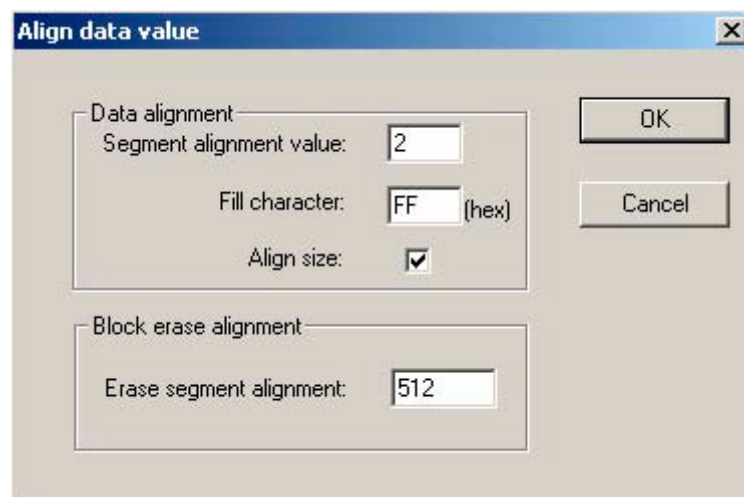 Align data value
Data alignment
Segment alignment value: 2
Fill character: FF (hex)
Align size:
OK
Cancel
Block erase alignment
Erase segment alignment: 512